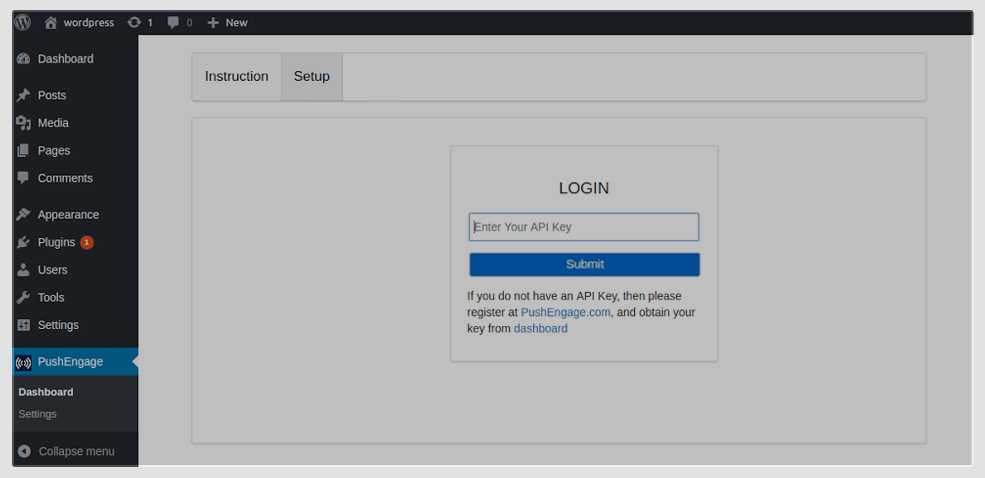 wordpress 1 0 New
Dashboard
Posts
Media
Pages
Comments
Appearance
Plugins 1
Users
Tools
Settings
PushEngage
Dashboard
Settings
Collapse menu
Instruction Setup
LOGIN
Enter Your API Key
Submit
If you do not have an API Key, then please
register at PushEngage.com, and obtain your
key from dashboard